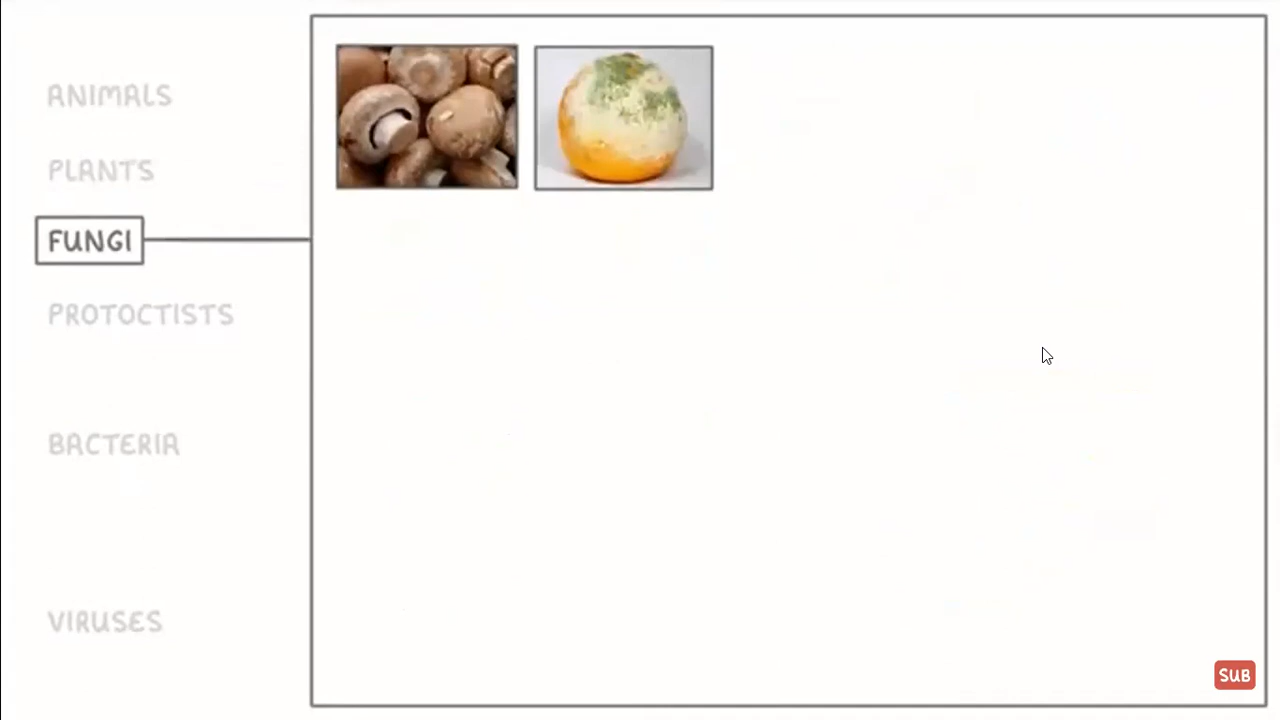 ANIMALS
PLANTS
FUNGI
PROTOCTISTS
BACTERIA
VIRUSES
SUB